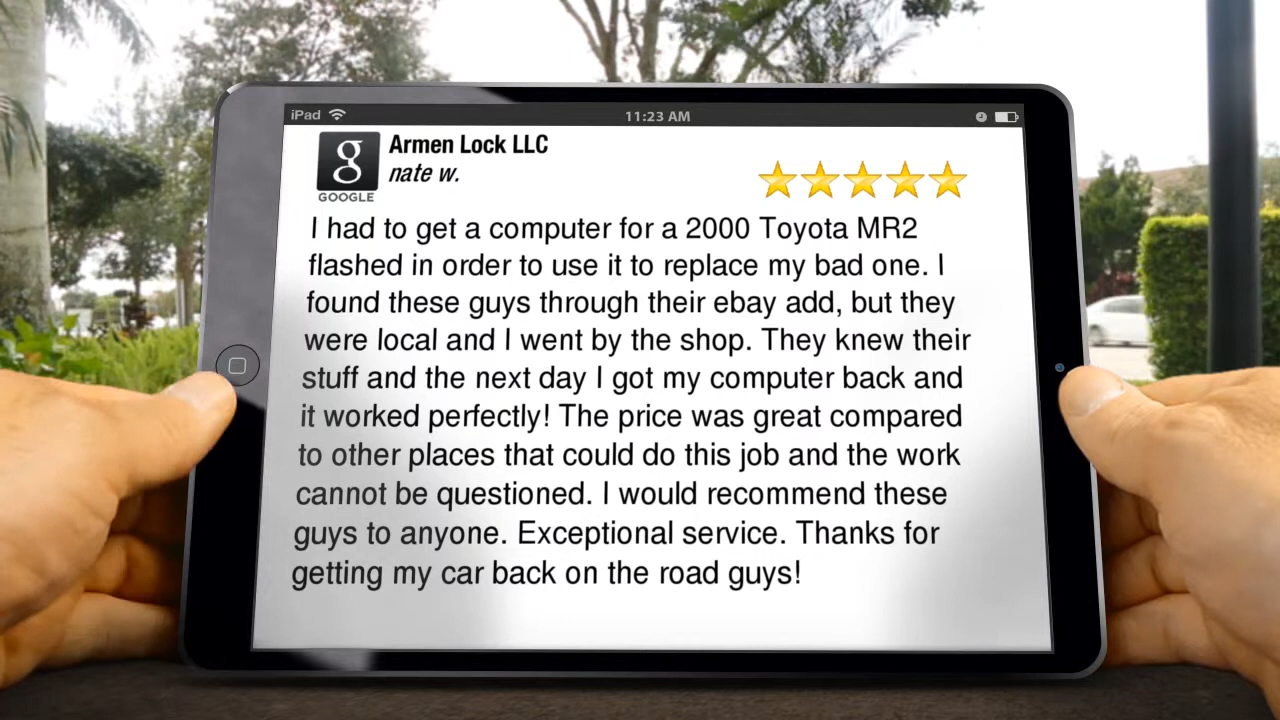 iPad 11:23 AM
g
GOOGLE
Armen Lock LLC
nate w.
I had to get a computer for a 2000 Toyota MR2
flashed in order to use it to replace my bad one. I
found these guys through their ebay add, but they
were local and I went by the shop. They knew their
stuff and the next day I got my computer back and
it worked perfectly! The price was great compared
to other places that could do this job and the work
cannot be questioned. I would recommend these
guys to anyone. Exceptional service. Thanks for
getting my car back on the road guys!